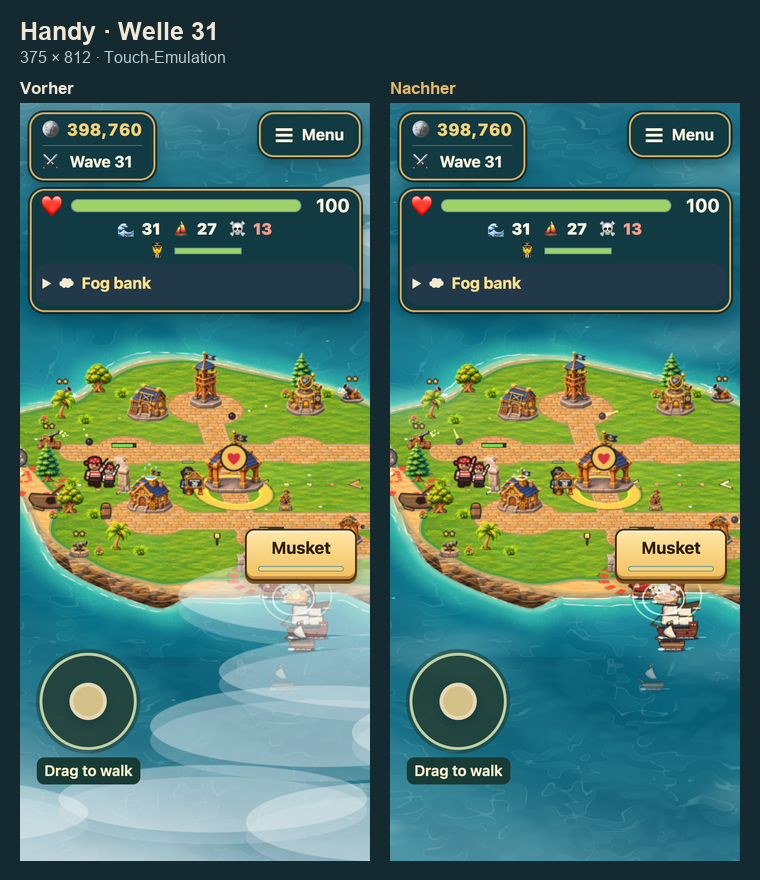 Handy · Welle 31
375 × 812 · Touch-Emulation
Vorher
398,760
Wave 31
Menu
100
31 27 13
Fog bank
Musket
Drag to walk
Nachher
398,760
Wave 31
Menu
100
31 27 13
Fog bank
Musket
Drag to walk